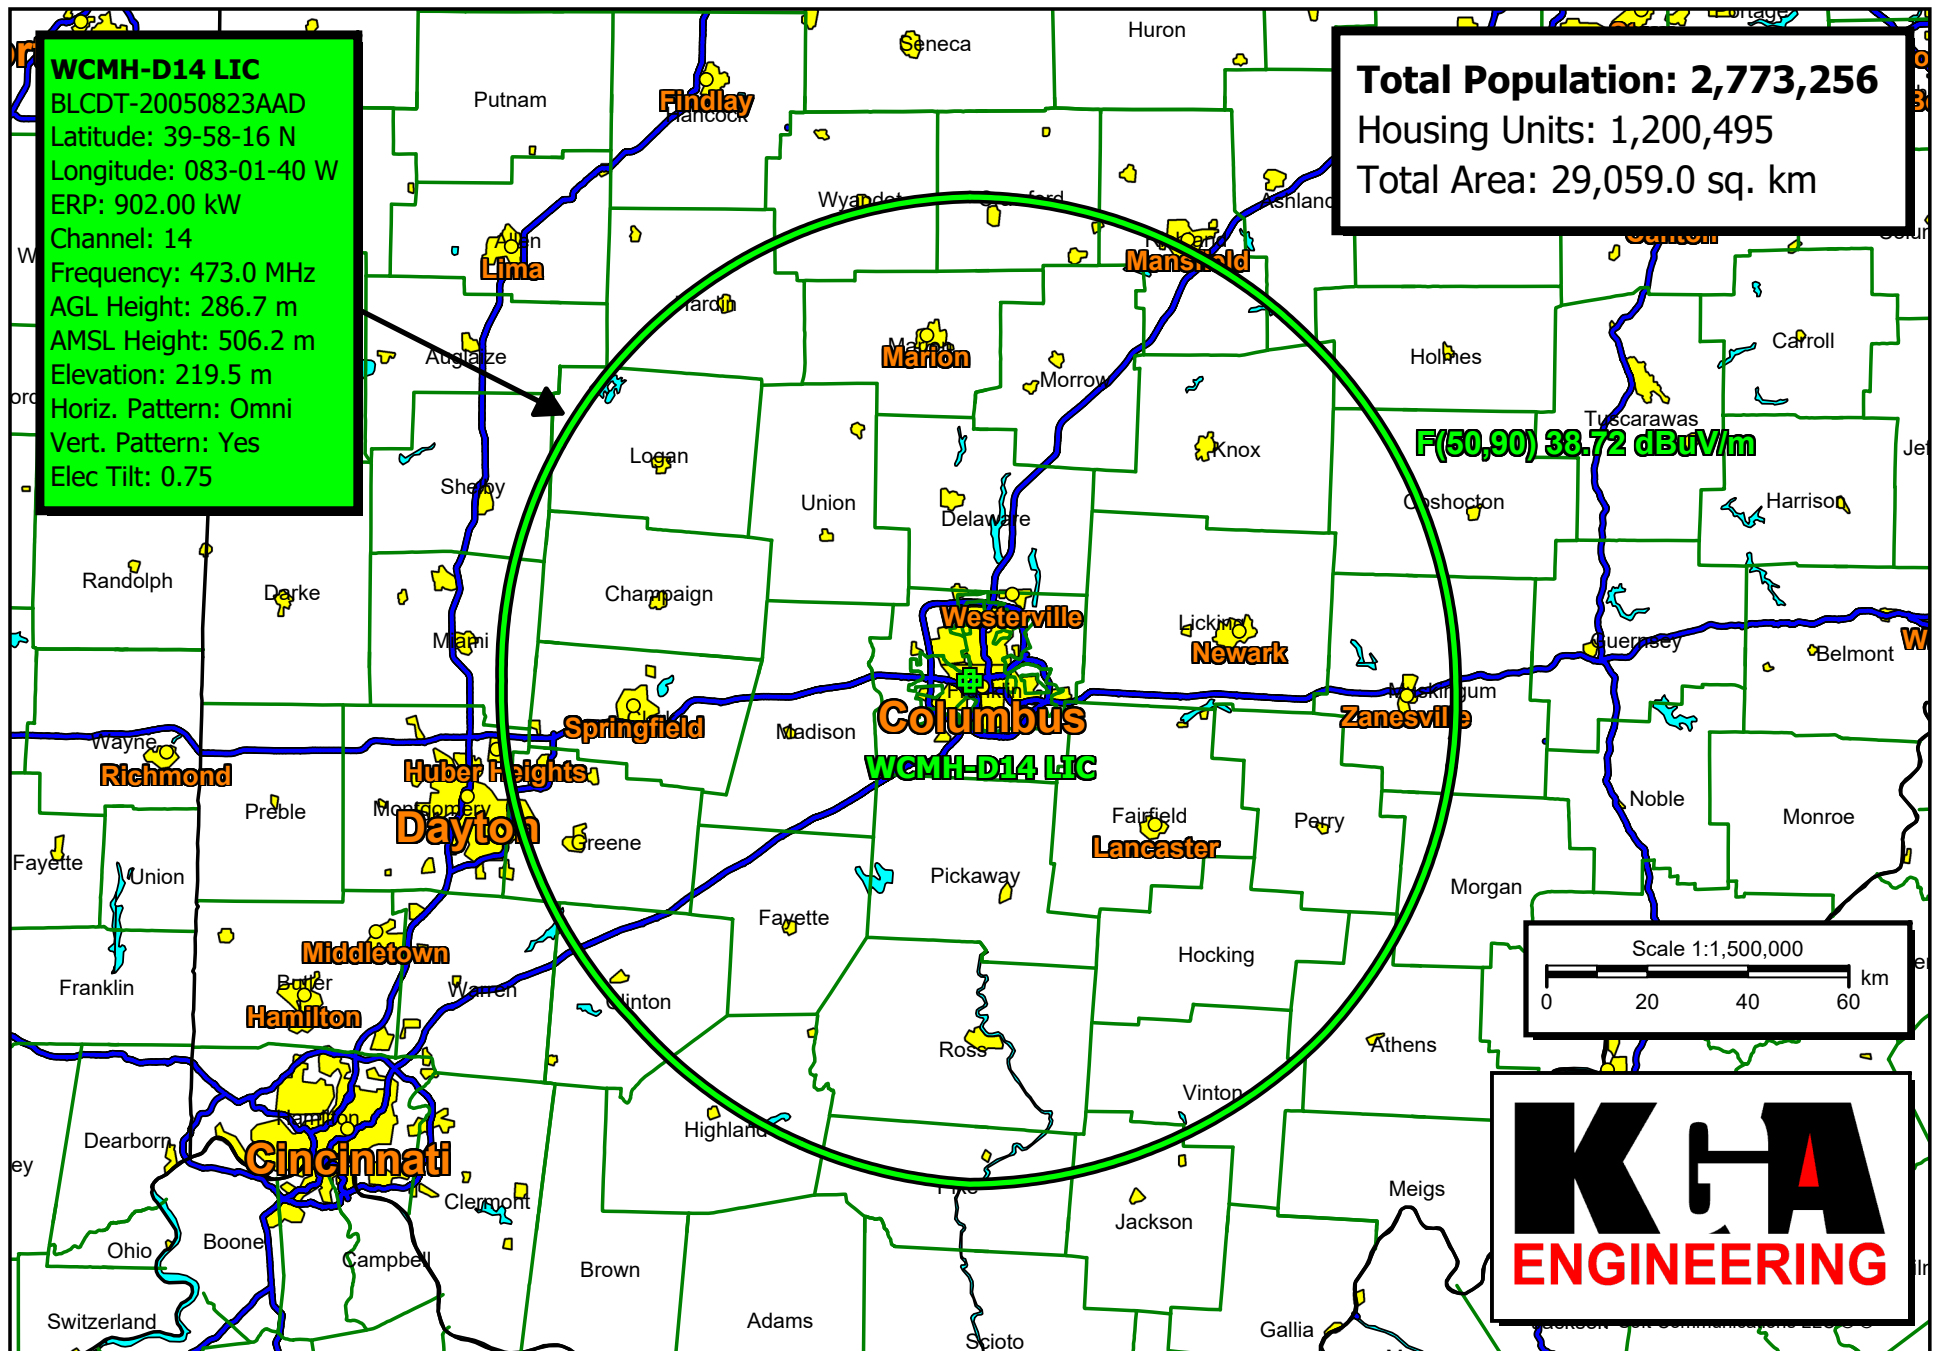 WCMH-D14 LIC
BLCDT-20050823AAD
Latitude: 39-58-16 N
Longitude: 083-01-40 W
ERP: 902.00 kW
Channel: 14
Frequency: 473.0 MHz
AGL Height: 286.7 m
AMSL Height: 506.2 m
Elevation: 219.5 m
Horiz. Pattern: Omni
Vert. Pattern: Yes
Elec Tilt: 0.75
Total Population: 2,773,256
Housing Units: 1,200,495
Total Area: 29,059.0 sq. km
Huron
Seneca
Putnam
Findlay
Hancock
Wyandot
Crawford
Ashland
Richland
Mansfield
Canton
Allen
Lima
Hardin
Auglaize
Marion
Marion
Morrow
Holmes
Carroll
Tuscarawas
F(50,90) 38.72 dBuV/m
Logan
Knox
Shelby
Union
Delaware
Coshocton
Harrison
Randolph
Darke
Champaign
Westerville
Licking
Newark
Miami
Guernsey
Belmont
Franklin
Columbus
Muskingum
Zanesville
Springfield
Madison
Wayne
Richmond
WCMH-D14 LIC
Huber Heights
Montgomery
Dayton
Preble
Greene
Fairfield
Lancaster
Perry
Noble
Monroe
Fayette
Union
Pickaway
Morgan
Fayette
Middletown
Hocking
Franklin
Butler
Hamilton
Warren
Clinton
Scale 1:1,500,000
0 20 40 60 km
Ross
Athens
Vinton
Hamilton
Cincinnati
Dearborn
Highland
Clermont
Pike
Jackson
Meigs
Ohio
Boone
Campbell
Brown
Switzerland
Adams
Scioto
Gallia
KGA
ENGINEERING